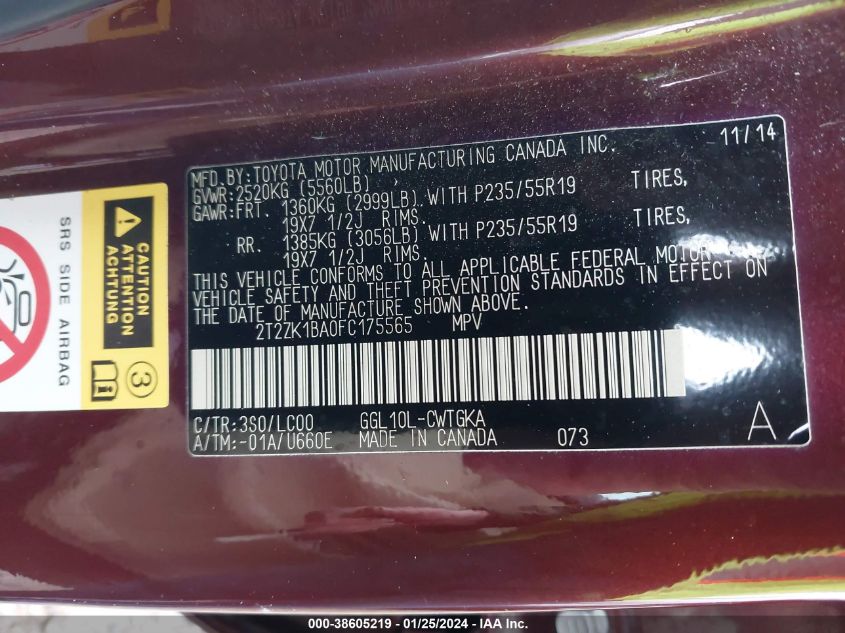 MFD.BY:TOYOTA MOTOR MANUFACTURING CANADA INC. 11/14
GVWR:2520KG (5560LB)
GAWR:FRT. 1360KG (2999LB) WITH P235/55R19 TIRES,
19X7 1/2J RIMS.
RR. 1385KG (3056LB) WITH P235/55R19 TIRES,
19X7 1/2J RIMS.
THIS VEHICLE CONFORMS TO ALL APPLICABLE FEDERAL MOTOR
VEHICLE SAFETY AND THEFT PREVENTION STANDARDS IN EFFECT ON
THE DATE OF MANUFACTURE SHOWN ABOVE.
2T2ZK1BA0FC175565 MPV
C/TR:3S0/LC00 GGL10L-CWTGKA
A/TM:-01A/U660E MADE IN CANADA 073
A
SRS SIDE AIRBAG
CAUTION
ATTENTION
ACHTUNG
3
000-38605219 - 01/25/2024 - IAA Inc.